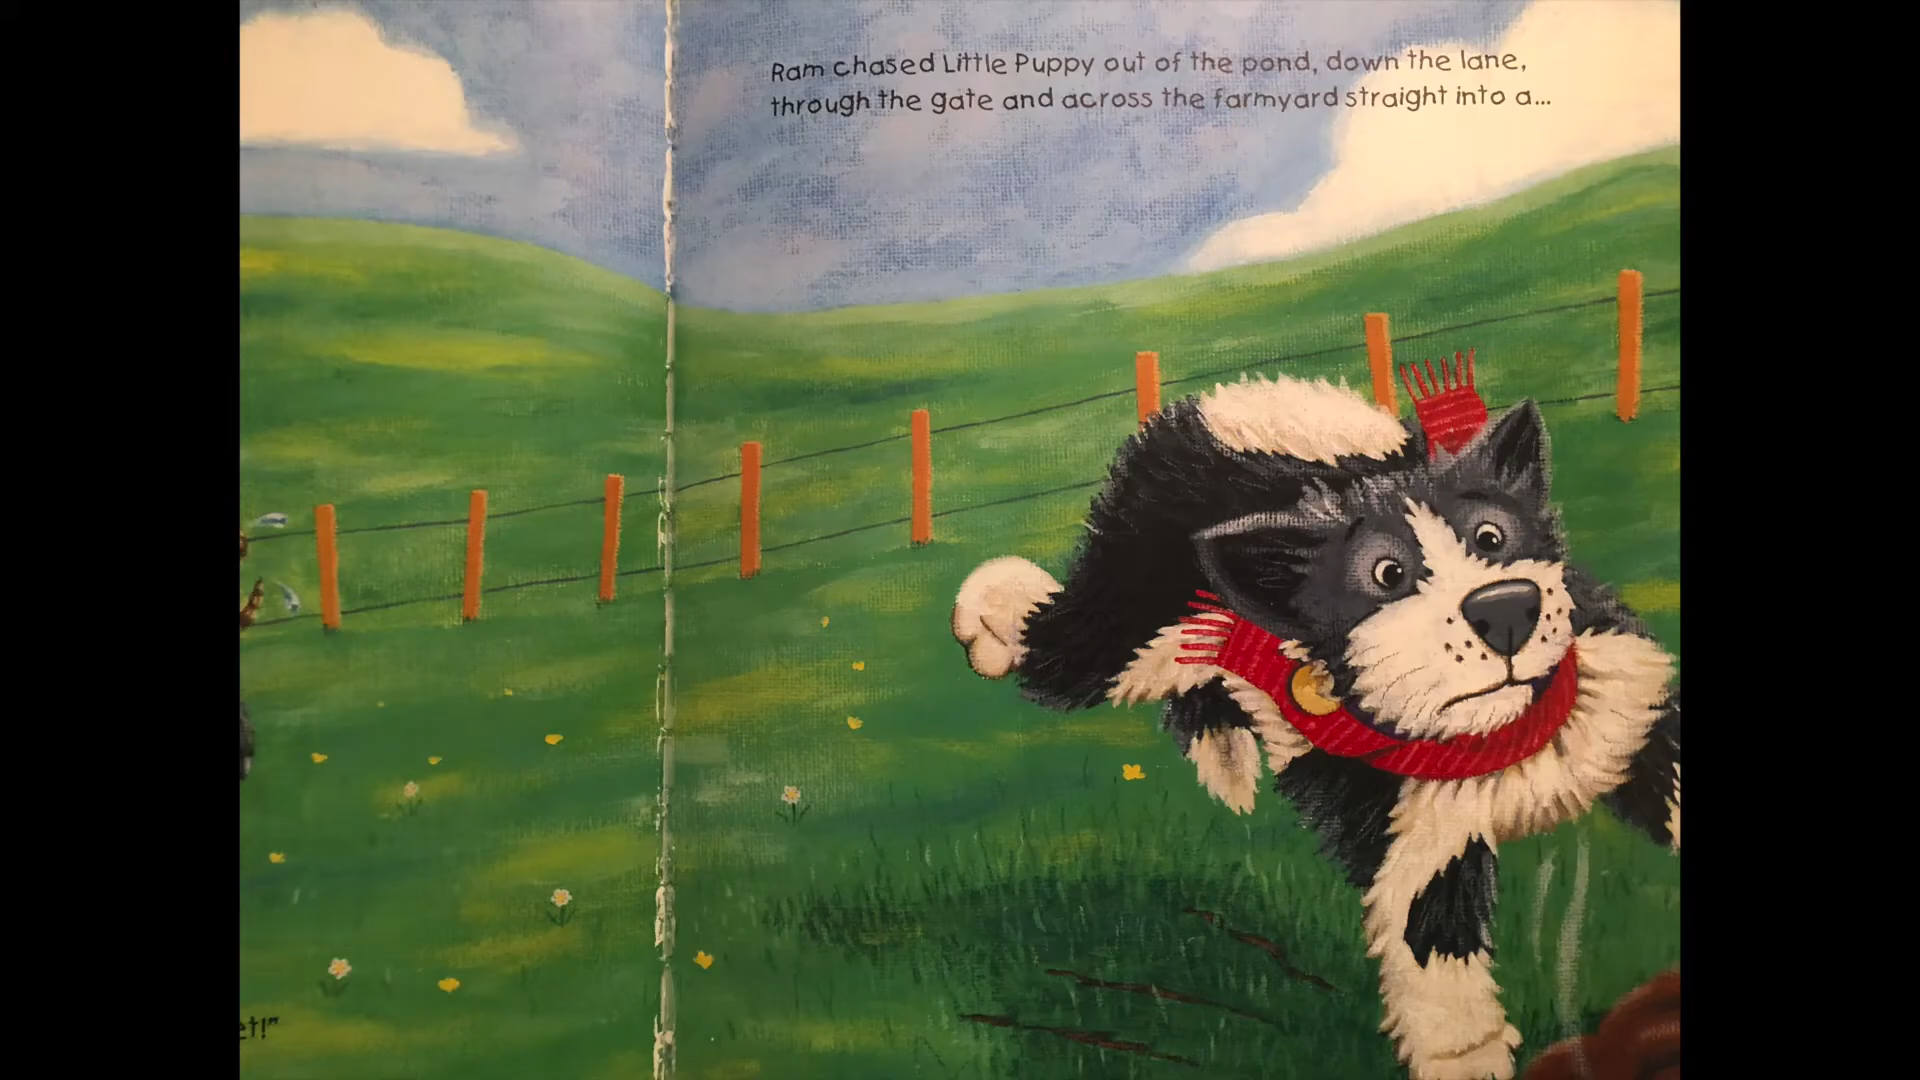 Ram chased Little Puppy out of the pond, down the lane,
through the gate and across the farmyard straight into a...
et!"